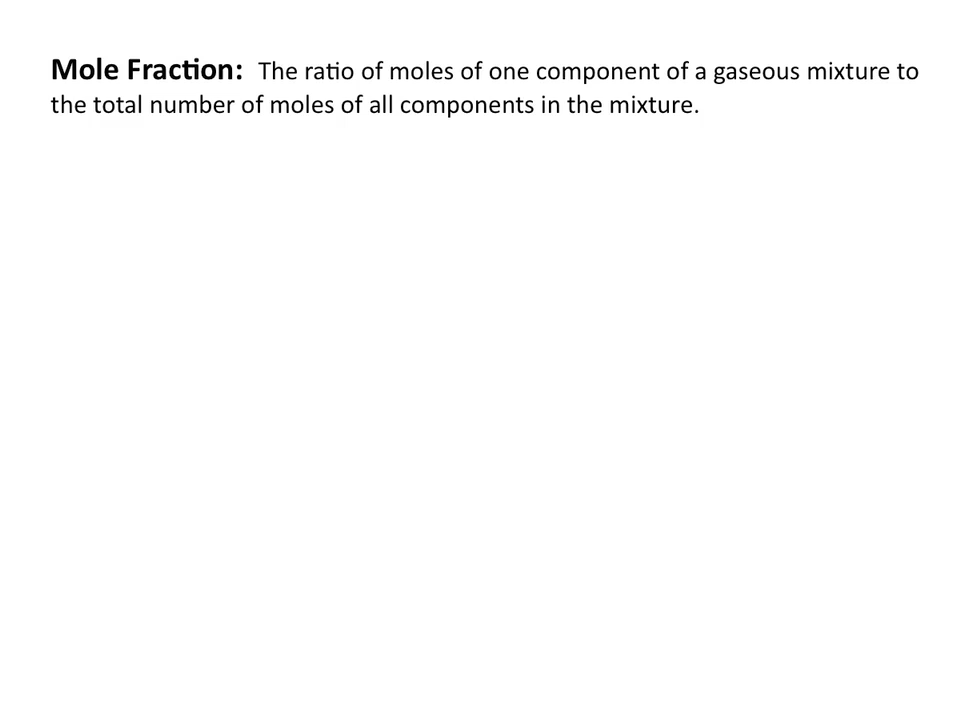 Mole Fraction: The ratio of moles of one component of a gaseous mixture to
the total number of moles of all components in the mixture.